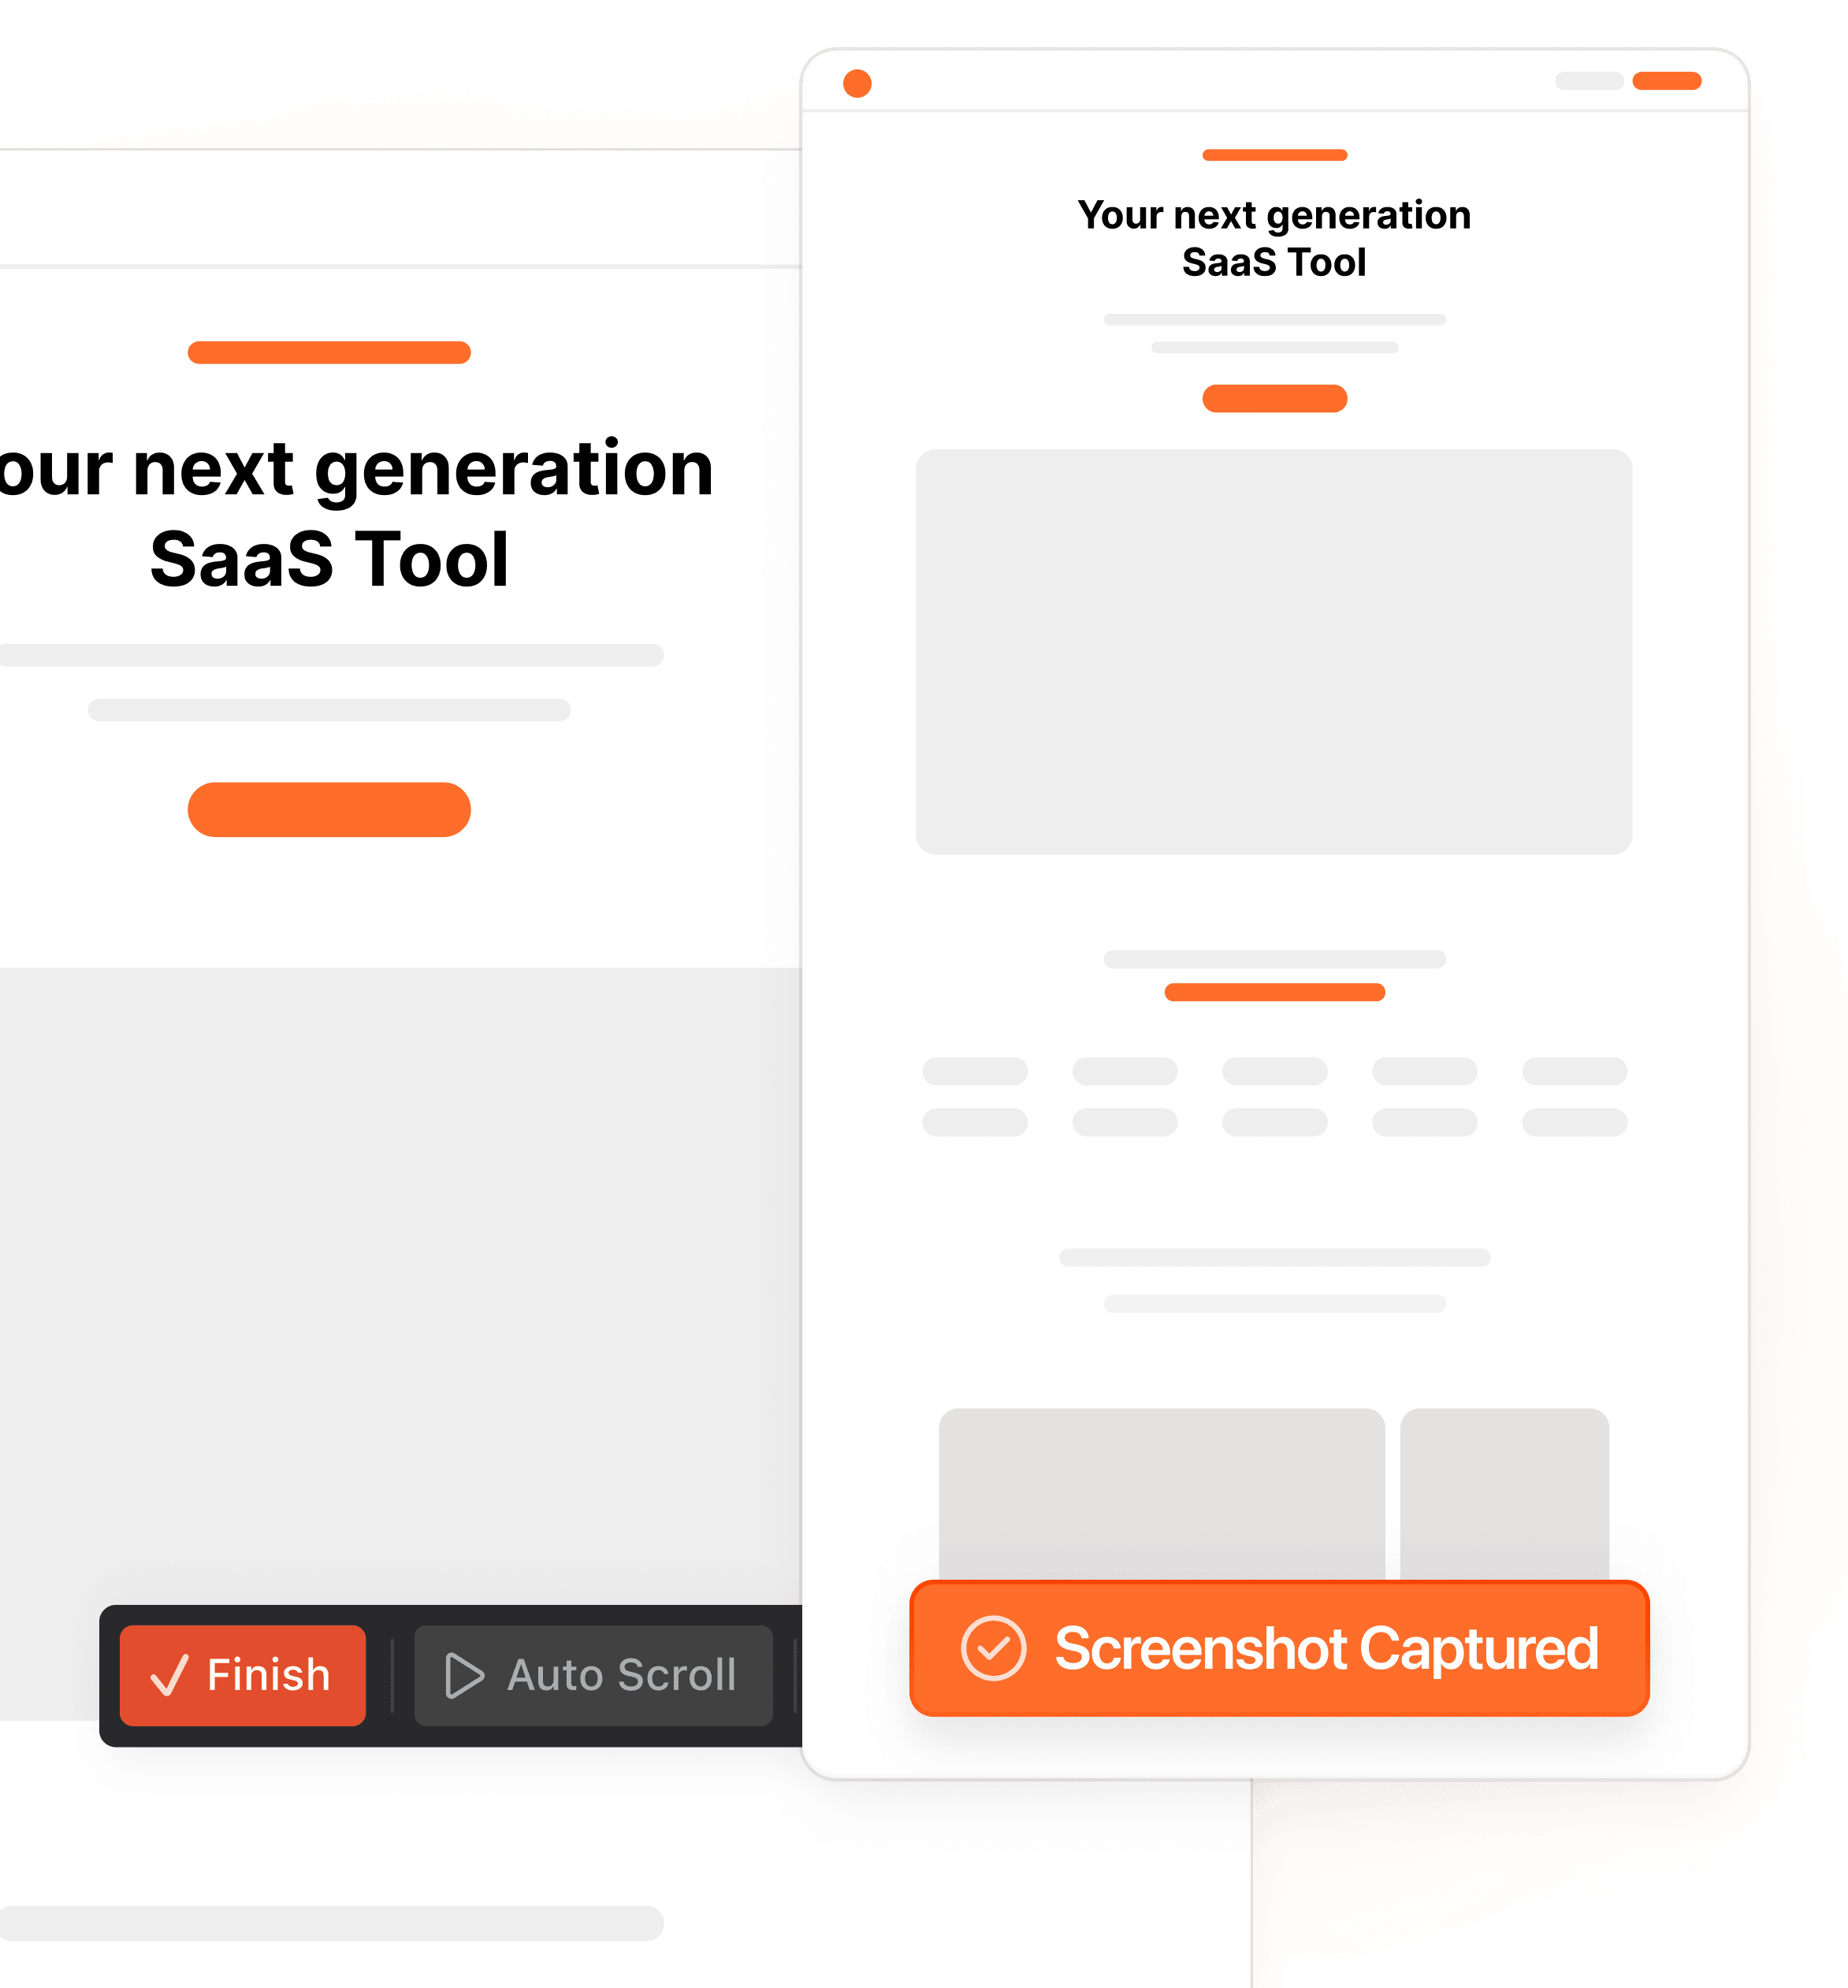 our next generation
SaaS Tool
Finish
Auto Scroll
Your next generation
SaaS Tool
Screenshot Captured